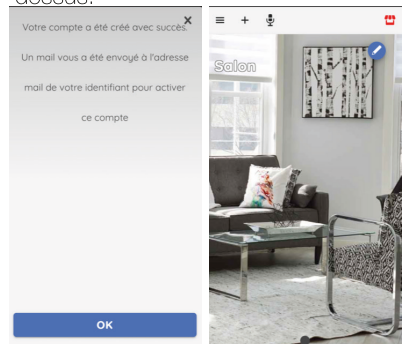 dessus.
Votre compte a été créé avec succès.
Un mail vous a été envoyé à l'adresse
mail de votre identifiant pour activer
ce compte
OK
Salon